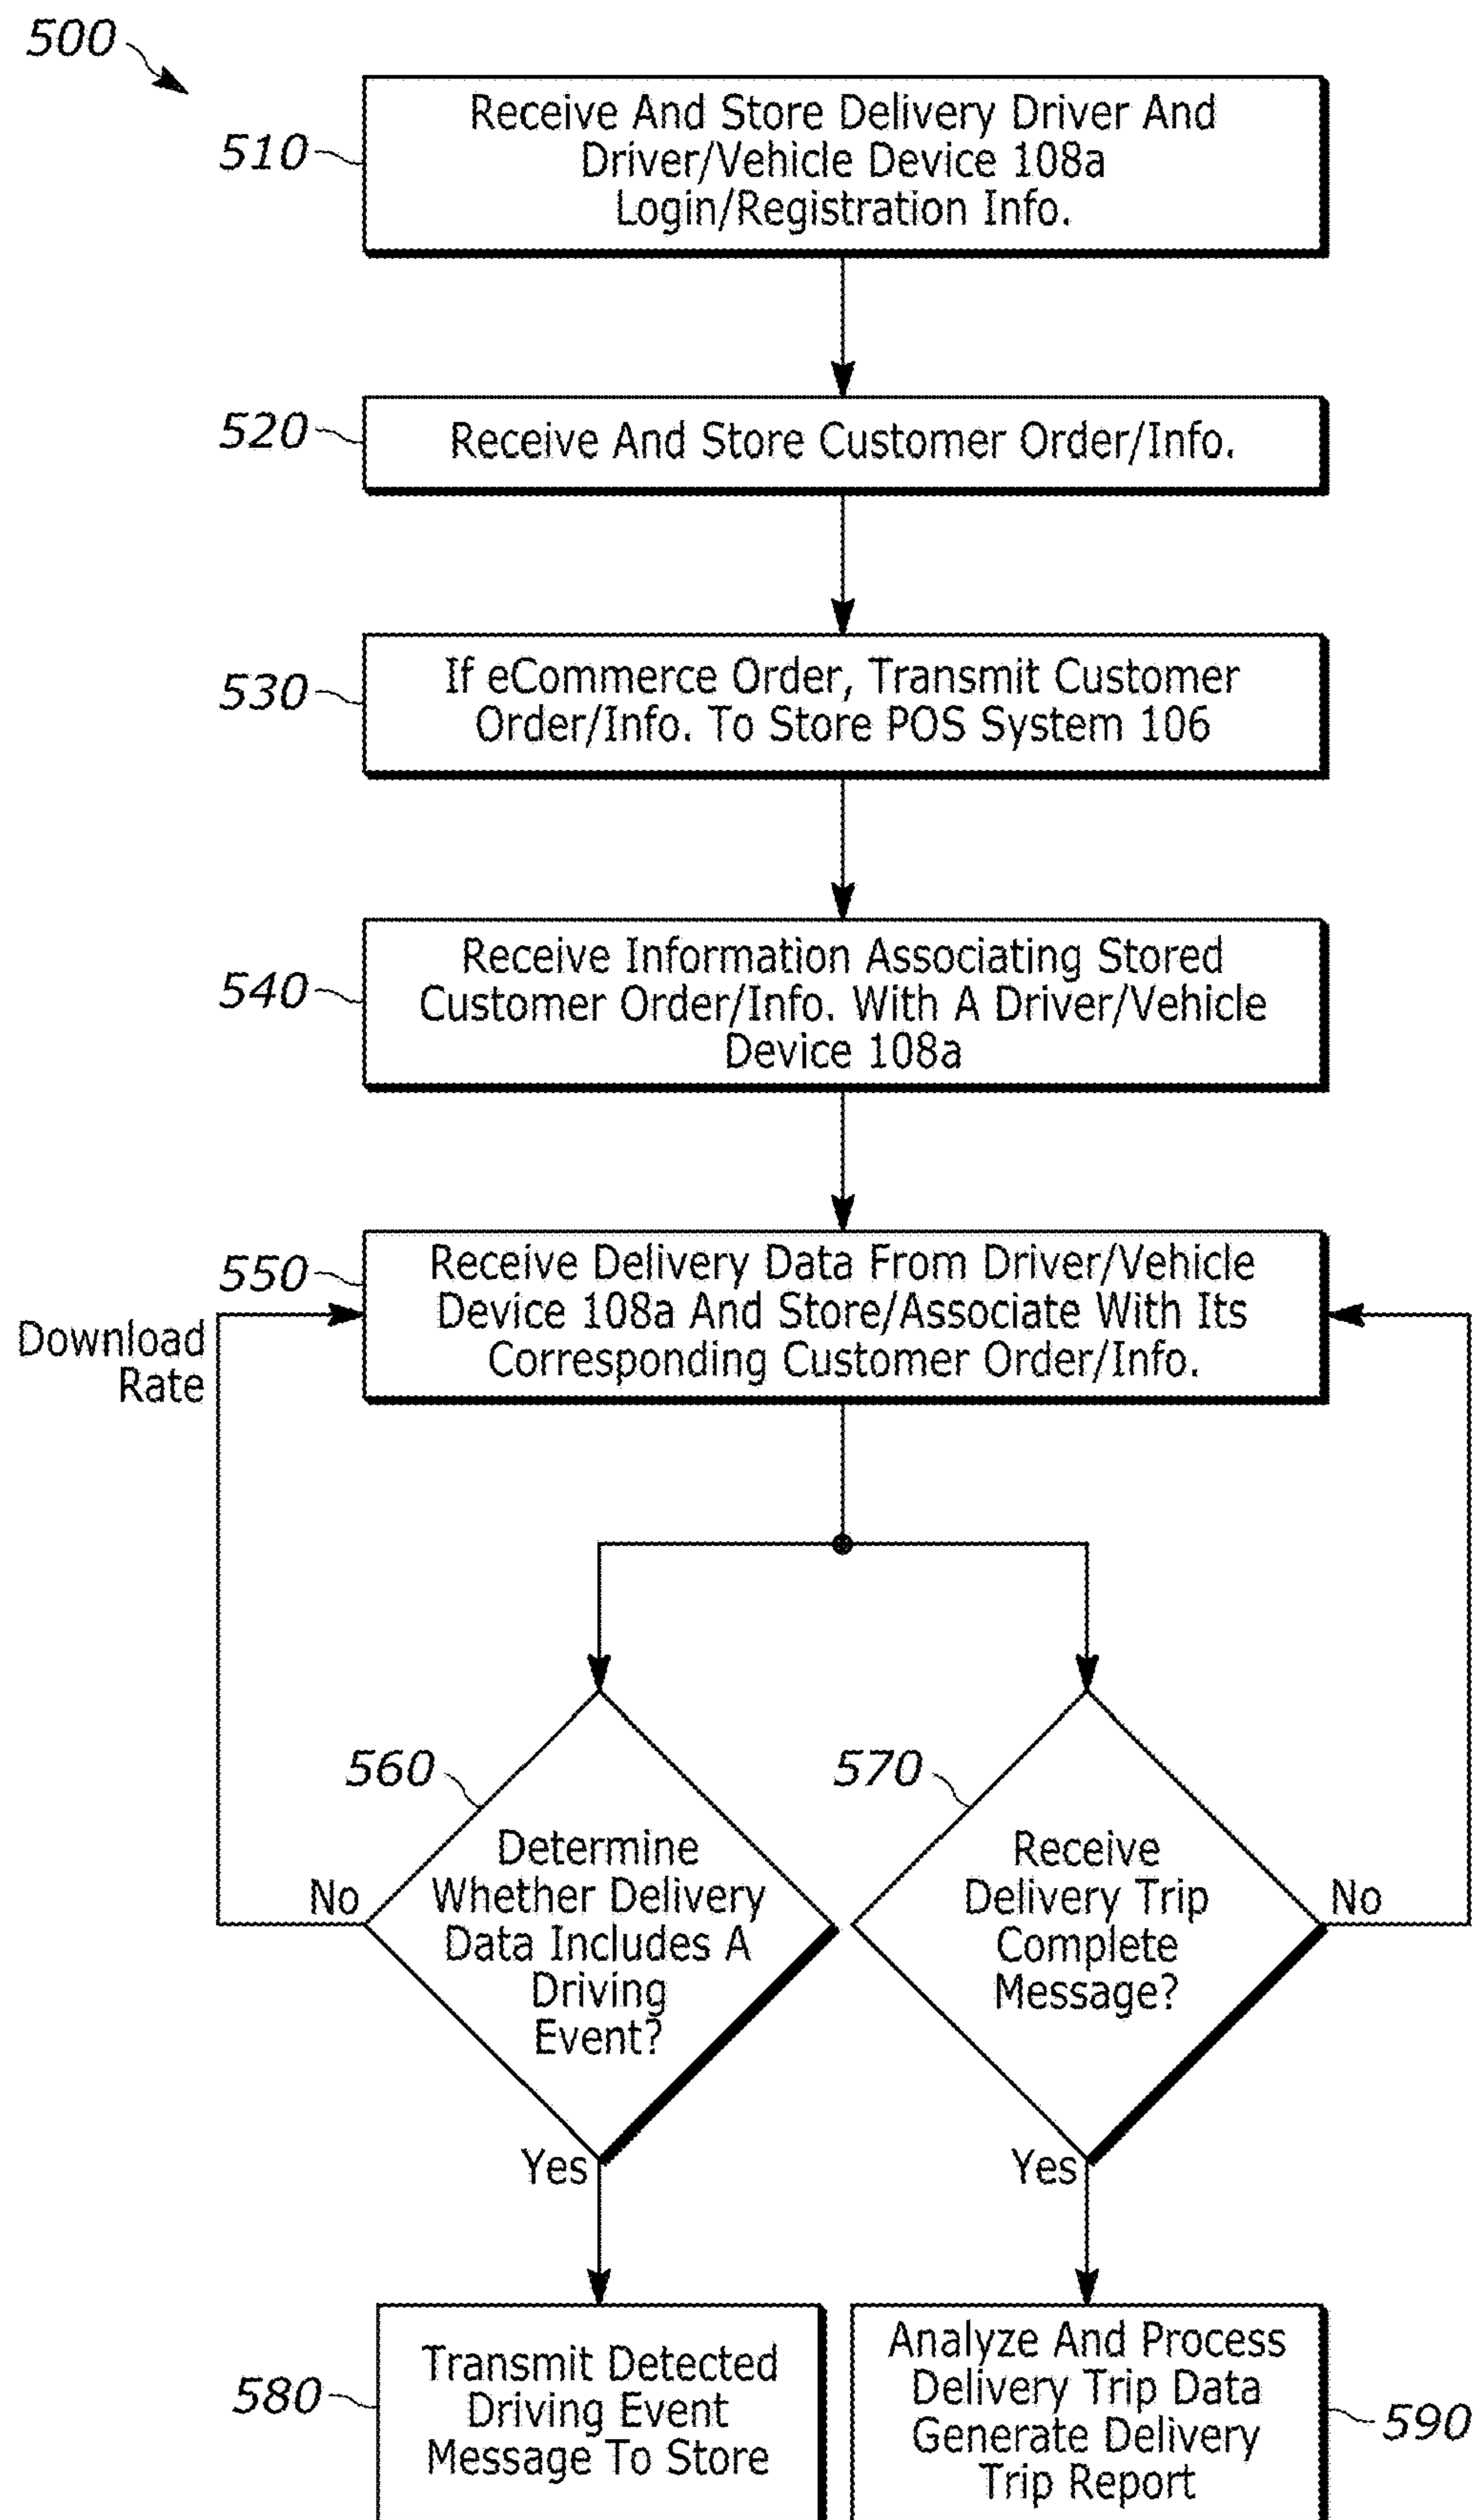 500
510
Receive And Store Delivery Driver And
Driver/Vehicle Device 108a
Login/Registration Info.
520
Receive And Store Customer Order/Info.
530
If eCommerce Order, Transmit Customer
Order/Info. To Store POS System 106
540
Receive Information Associating Stored
Customer Order/Info. With A Driver/Vehicle
Device 108a
550
Receive Delivery Data From Driver/Vehicle
Device 108a And Store/Associate With Its
Corresponding Customer Order/Info.
Download
Rate
560
Determine
Whether Delivery
Data Includes A
Driving
Event?
No
Yes
570
Receive
Delivery Trip
Complete
Message?
No
Yes
580
Transmit Detected
Driving Event
Message To Store
Analyze And Process
Delivery Trip Data
Generate Delivery
Trip Report
590